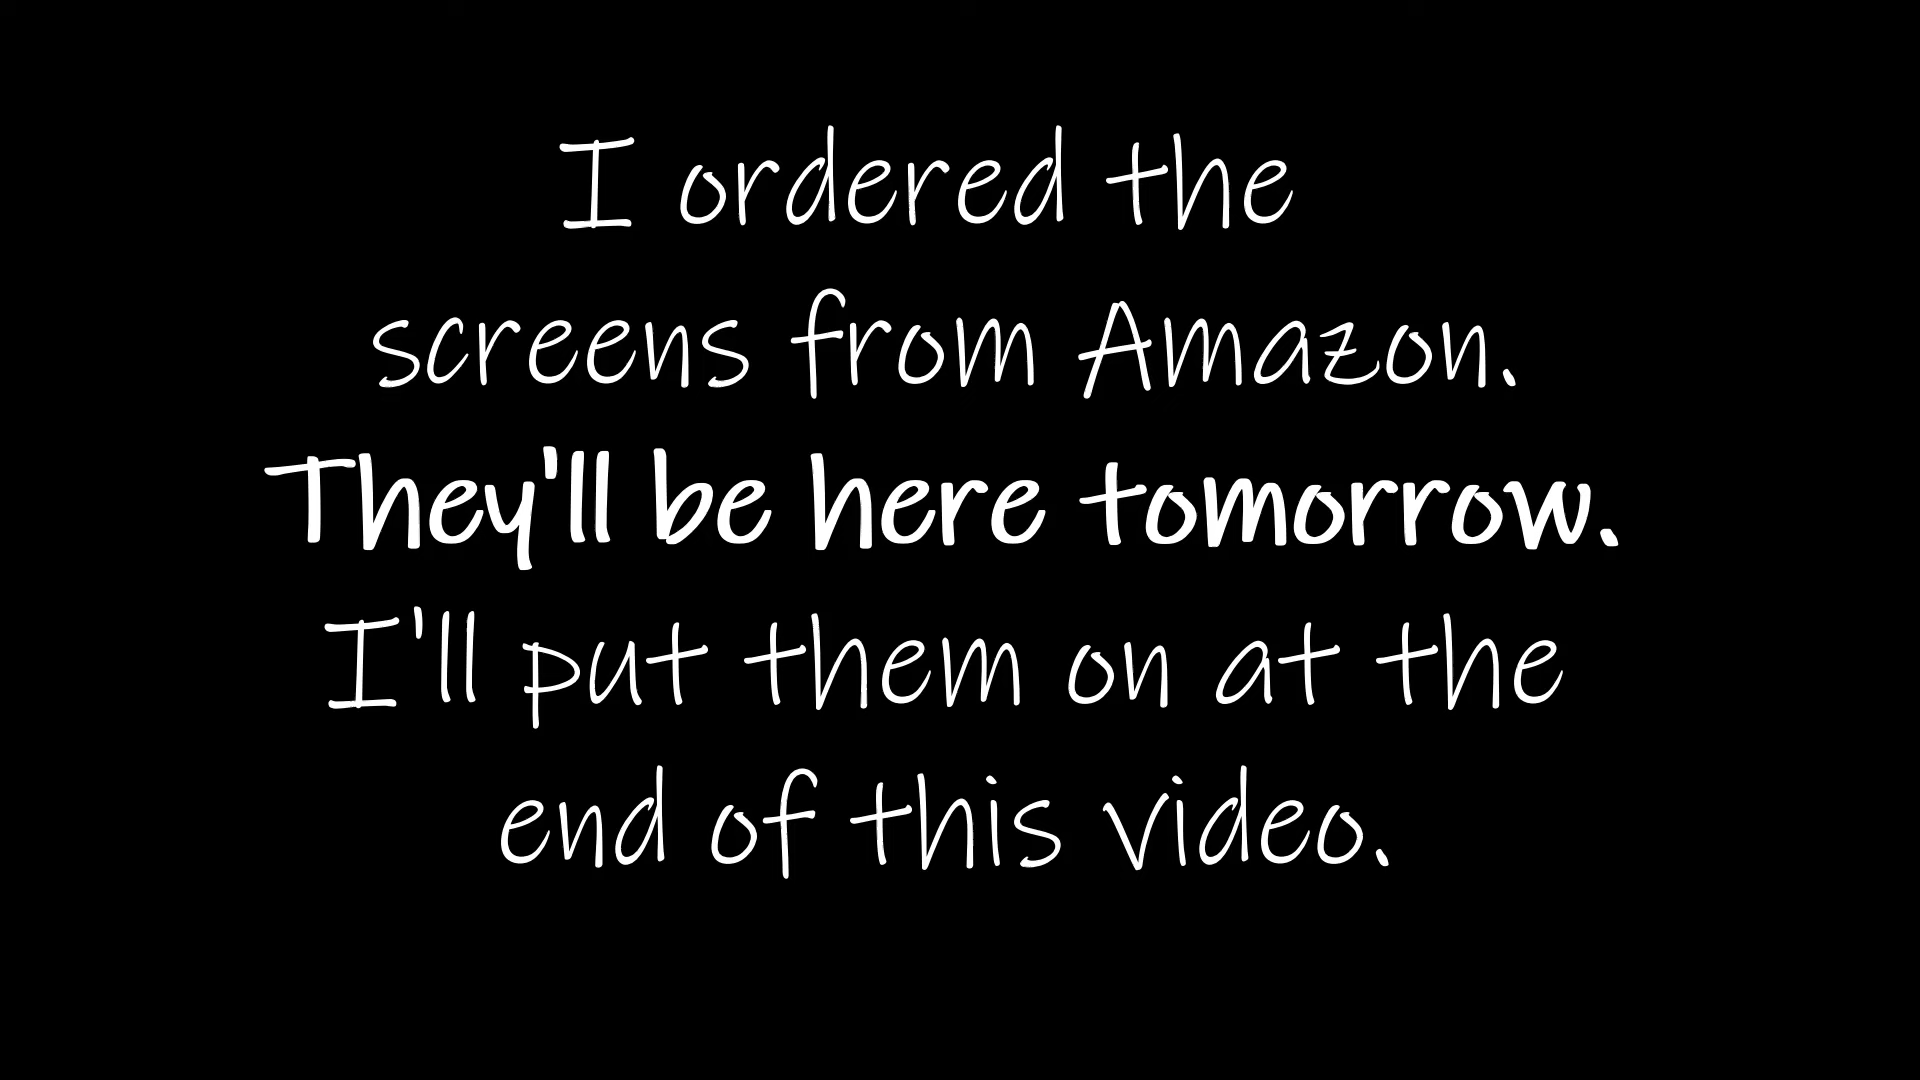 I ordered the
screens from Amazon.
They'll be here tomorrow.
I'll put them on at the
end of this video.